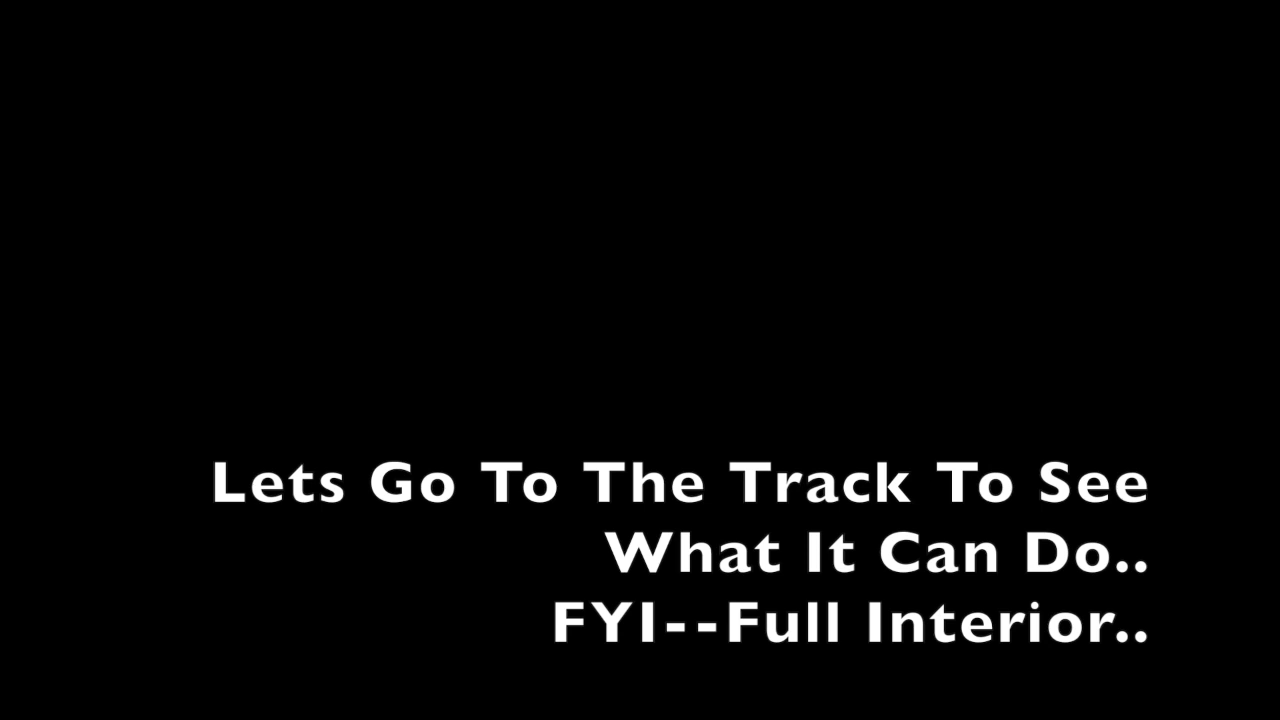 Lets Go To The Track To See
What It Can Do..
FYI--Full Interior..